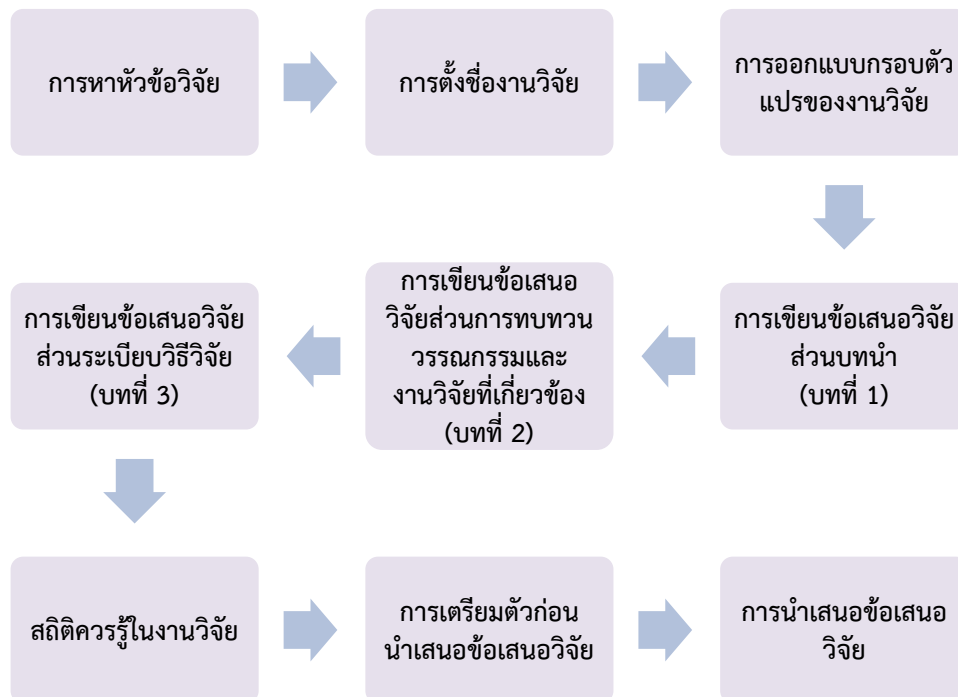 การหาหัวข้อวิจัย
การตั้งชื่องานวิจัย
การออกแบบกรอบตัว
แปรของงานวิจัย
การเขียนข้อเสนอวิจัย
ส่วนบทนำ
(บทที่ 1)
การเขียนข้อเสนอ
วิจัยส่วนการทบทวน
วรรณกรรมและ
งานวิจัยที่เกี่ยวข้อง
(บทที่ 2)
การเขียนข้อเสนอวิจัย
ส่วนระเบียบวิธีวิจัย
(บทที่ 3)
สถิติควรรู้ในงานวิจัย
การเตรียมตัวก่อน
นำเสนอข้อเสนอวิจัย
การนำเสนอข้อเสนอ
วิจัย